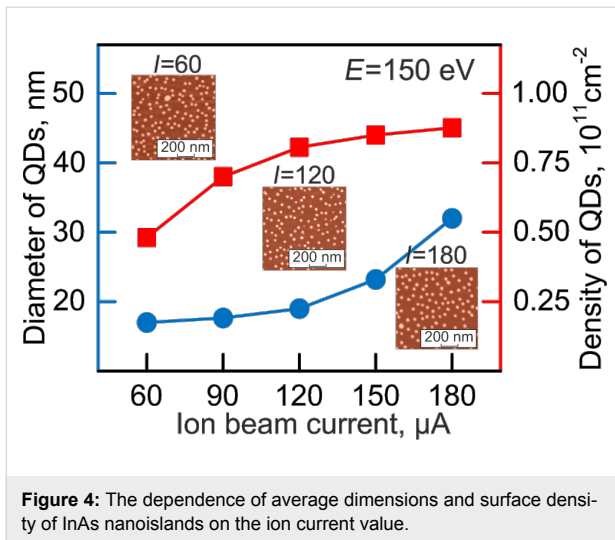 I=60
E=150 eV
200 nm
I=120
200 nm
I=180
200 nm
Diameter of QDs, nm
50
40
30
20
Density of QDs, 10¹¹cm⁻²
1.00
0.75
0.50
0.25
60 90 120 150 180
Ion beam current, µA
Figure 4: The dependence of average dimensions and surface densi-
ty of InAs nanoislands on the ion current value.